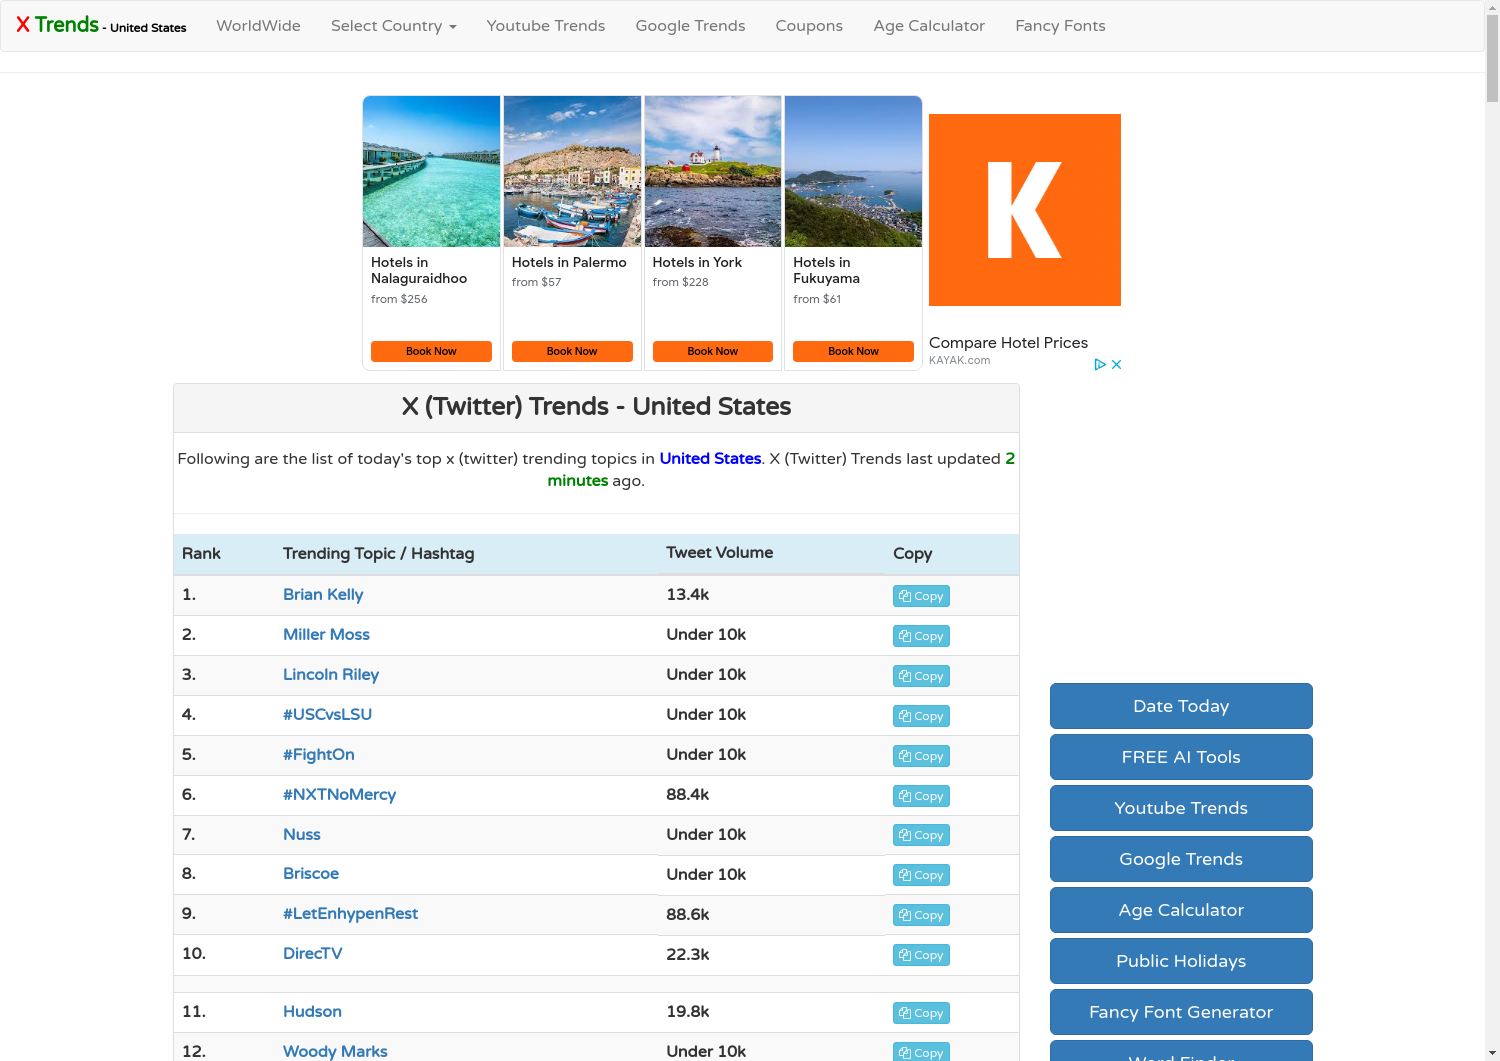 X Trends - United States
WorldWide
Select Country
Youtube Trends
Google Trends
Coupons
Age Calculator
Fancy Fonts
Hotels in
Nalaguraidhoo
from $256
Book Now
Hotels in Palermo
from $57
Book Now
Hotels in York
from $228
Book Now
Hotels in
Fukuyama
from $61
Book Now
K
Compare Hotel Prices
KAYAK.com
X (Twitter) Trends - United States
Following are the list of today's top x (twitter) trending topics in United States. X (Twitter) Trends last updated 2
minutes ago.
Rank Trending Topic / Hashtag Tweet Volume Copy
1. Brian Kelly 13.4k Copy
2. Miller Moss Under 10k Copy
3. Lincoln Riley Under 10k Copy
4. #USCvsLSU Under 10k Copy
5. #FightOn Under 10k Copy
6. #NXTNoMercy 88.4k Copy
7. Nuss Under 10k Copy
8. Briscoe Under 10k Copy
9. #LetEnhypenRest 88.6k Copy
10. DirecTV 22.3k Copy
11. Hudson 19.8k Copy
12. Woody Marks Under 10k Copy
Date Today
FREE AI Tools
Youtube Trends
Google Trends
Age Calculator
Public Holidays
Fancy Font Generator
Word Finder